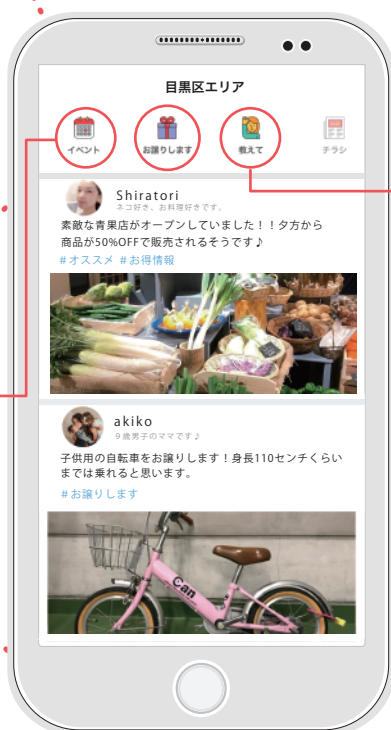 目黒区エリア
イベント
お譲りします
教えて
チラシ
Shiratori
ネコ好き、お料理好きです。
素敵な青果店がオープンしていました！！夕方から
商品が50%OFFで販売されるそうです♪
#オススメ #お得情報
akiko
９歳男子のママです♪
子供用の自転車をお譲りします！身長110センチくらい
までは乗れると思います。
#お譲りします
Can